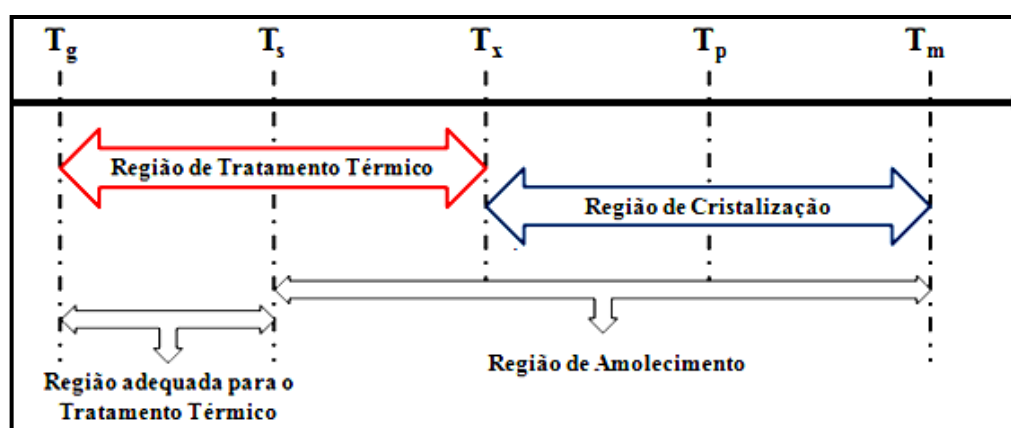 Tg Ts Tx Tp Tm
Região de Tratamento Térmico
Região de Cristalização
Região de Amolecimento
Região adequada para o
Tratamento Térmico